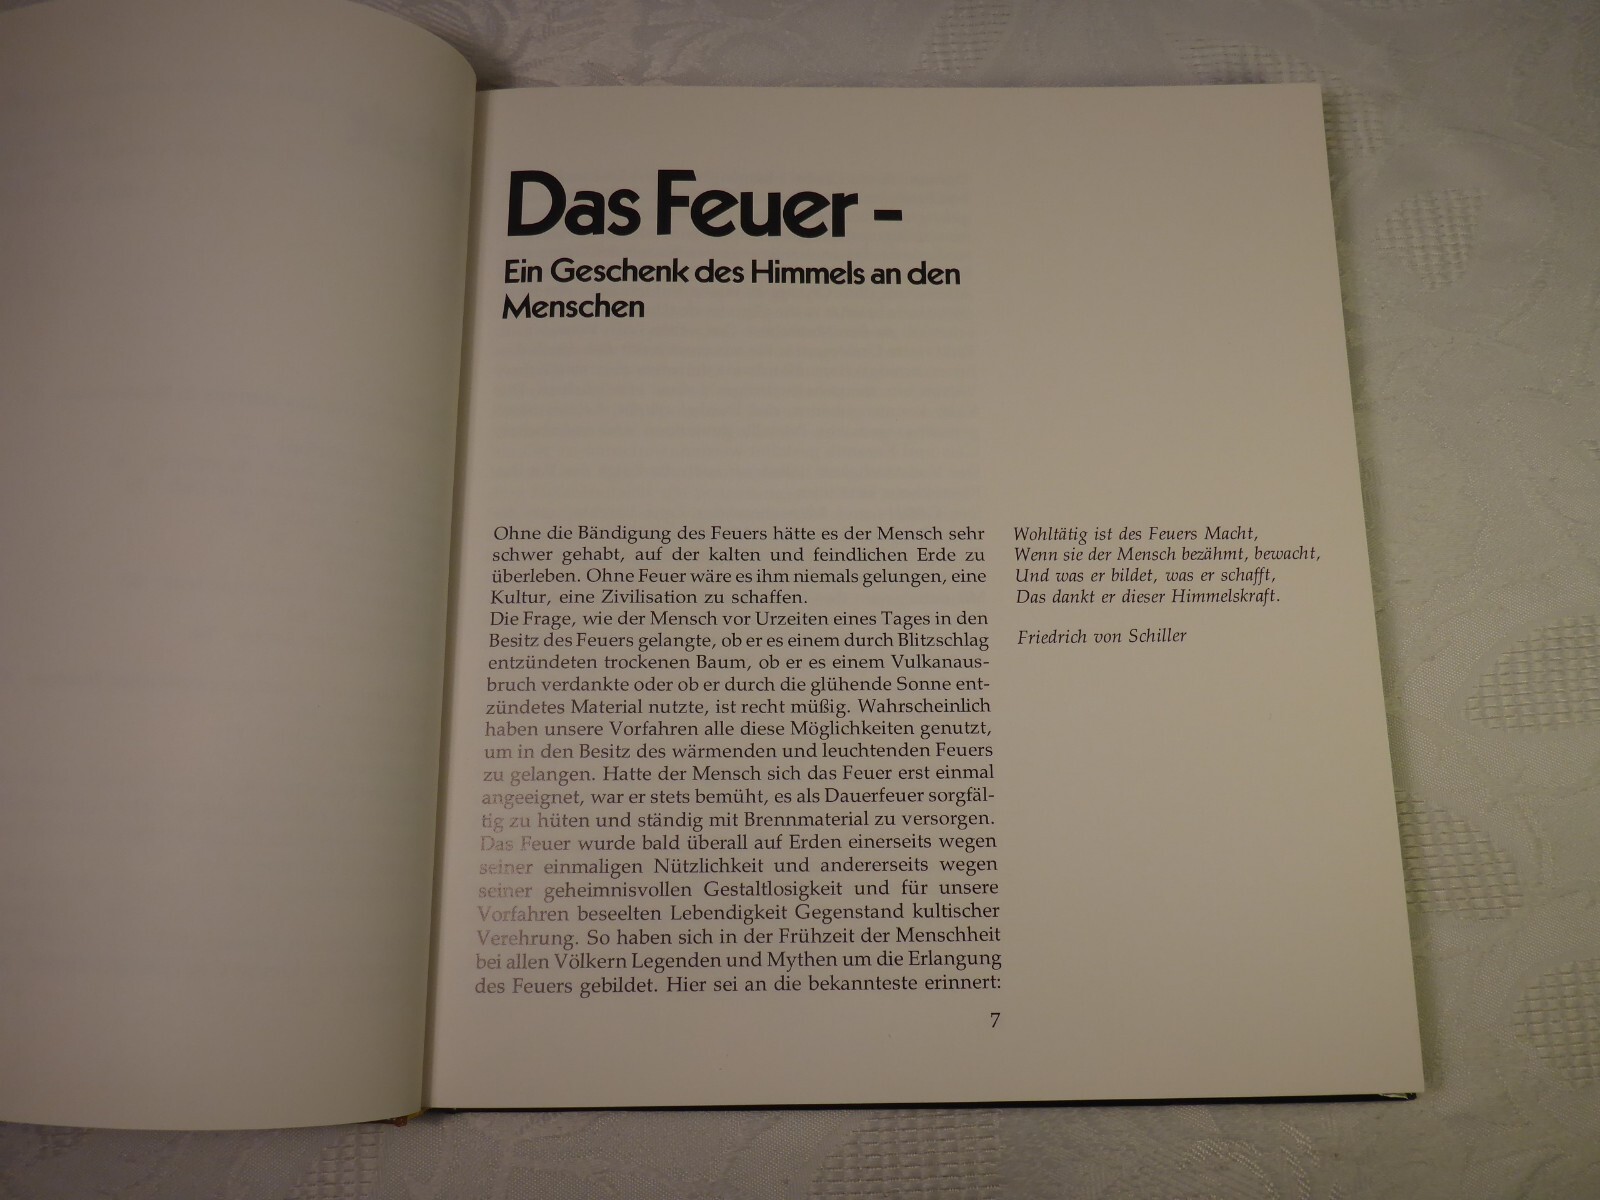 Das Feuer -
Ein Geschenk des Himmels an den
Menschen
Ohne die Bändigung des Feuers hätte es der Mensch sehr
schwer gehabt, auf der kalten und feindlichen Erde zu
überleben. Ohne Feuer wäre es ihm niemals gelungen, eine
Kultur, eine Zivilisation zu schaffen.
Die Frage, wie der Mensch vor Urzeiten eines Tages in den
Besitz des Feuers gelangte, ob er es einem durch Blitzschlag
entzündeten trockenen Baum, ob er es einem Vulkanaus-
bruch verdankte oder ob er durch die glühende Sonne ent-
zündetes Material nutzte, ist recht müßig. Wahrscheinlich
haben unsere Vorfahren alle diese Möglichkeiten genutzt,
um in den Besitz des wärmenden und leuchtenden Feuers
zu gelangen. Hatte der Mensch sich das Feuer erst einmal
angeeignet, war er stets bemüht, es als Dauerfeuer sorgfäl-
tig zu hüten und ständig mit Brennmaterial zu versorgen.
Das Feuer wurde bald überall auf Erden einerseits wegen
seiner einmaligen Nützlichkeit und andererseits wegen
seiner geheimnisvollen Gestaltlosigkeit und für unsere
Vorfahren beseelten Lebendigkeit Gegenstand kultischer
Verehrung. So haben sich in der Frühzeit der Menschheit
bei allen Völkern Legenden und Mythen um die Erlangung
des Feuers gebildet. Hier sei an die bekannteste erinnert:
Wohltätig ist des Feuers Macht,
Wenn sie der Mensch bezähmt, bewacht,
Und was er bildet, was er schafft,
Das dankt er dieser Himmelskraft.
Friedrich von Schiller
7